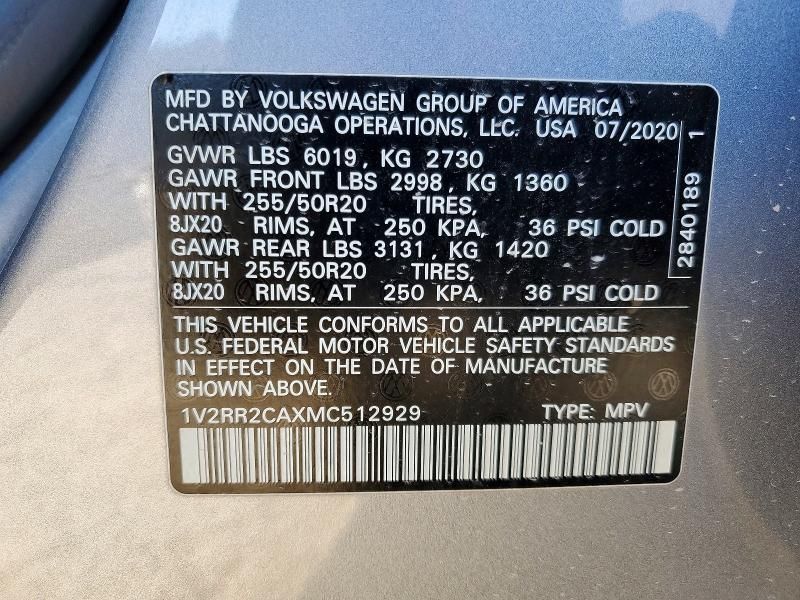 MFD BY VOLKSWAGEN GROUP OF AMERICA
CHATTANOOGA OPERATIONS, LLC. USA 07/2020
GVWR LBS 6019, KG 2730
GAWR FRONT LBS 2998, KG 1360
WITH 255/50R20 TIRES,
8JX20 RIMS, AT 250 KPA, 36 PSI COLD
GAWR REAR LBS 3131, KG 1420
WITH 255/50R20 TIRES,
8JX20 RIMS, AT 250 KPA, 36 PSI COLD
2840189 1
THIS VEHICLE CONFORMS TO ALL APPLICABLE
U.S. FEDERAL MOTOR VEHICLE SAFETY STANDARDS
IN EFFECT ON THE DATE OF MANUFACTURE
SHOWN ABOVE.
1V2RR2CAXMC512929 TYPE: MPV